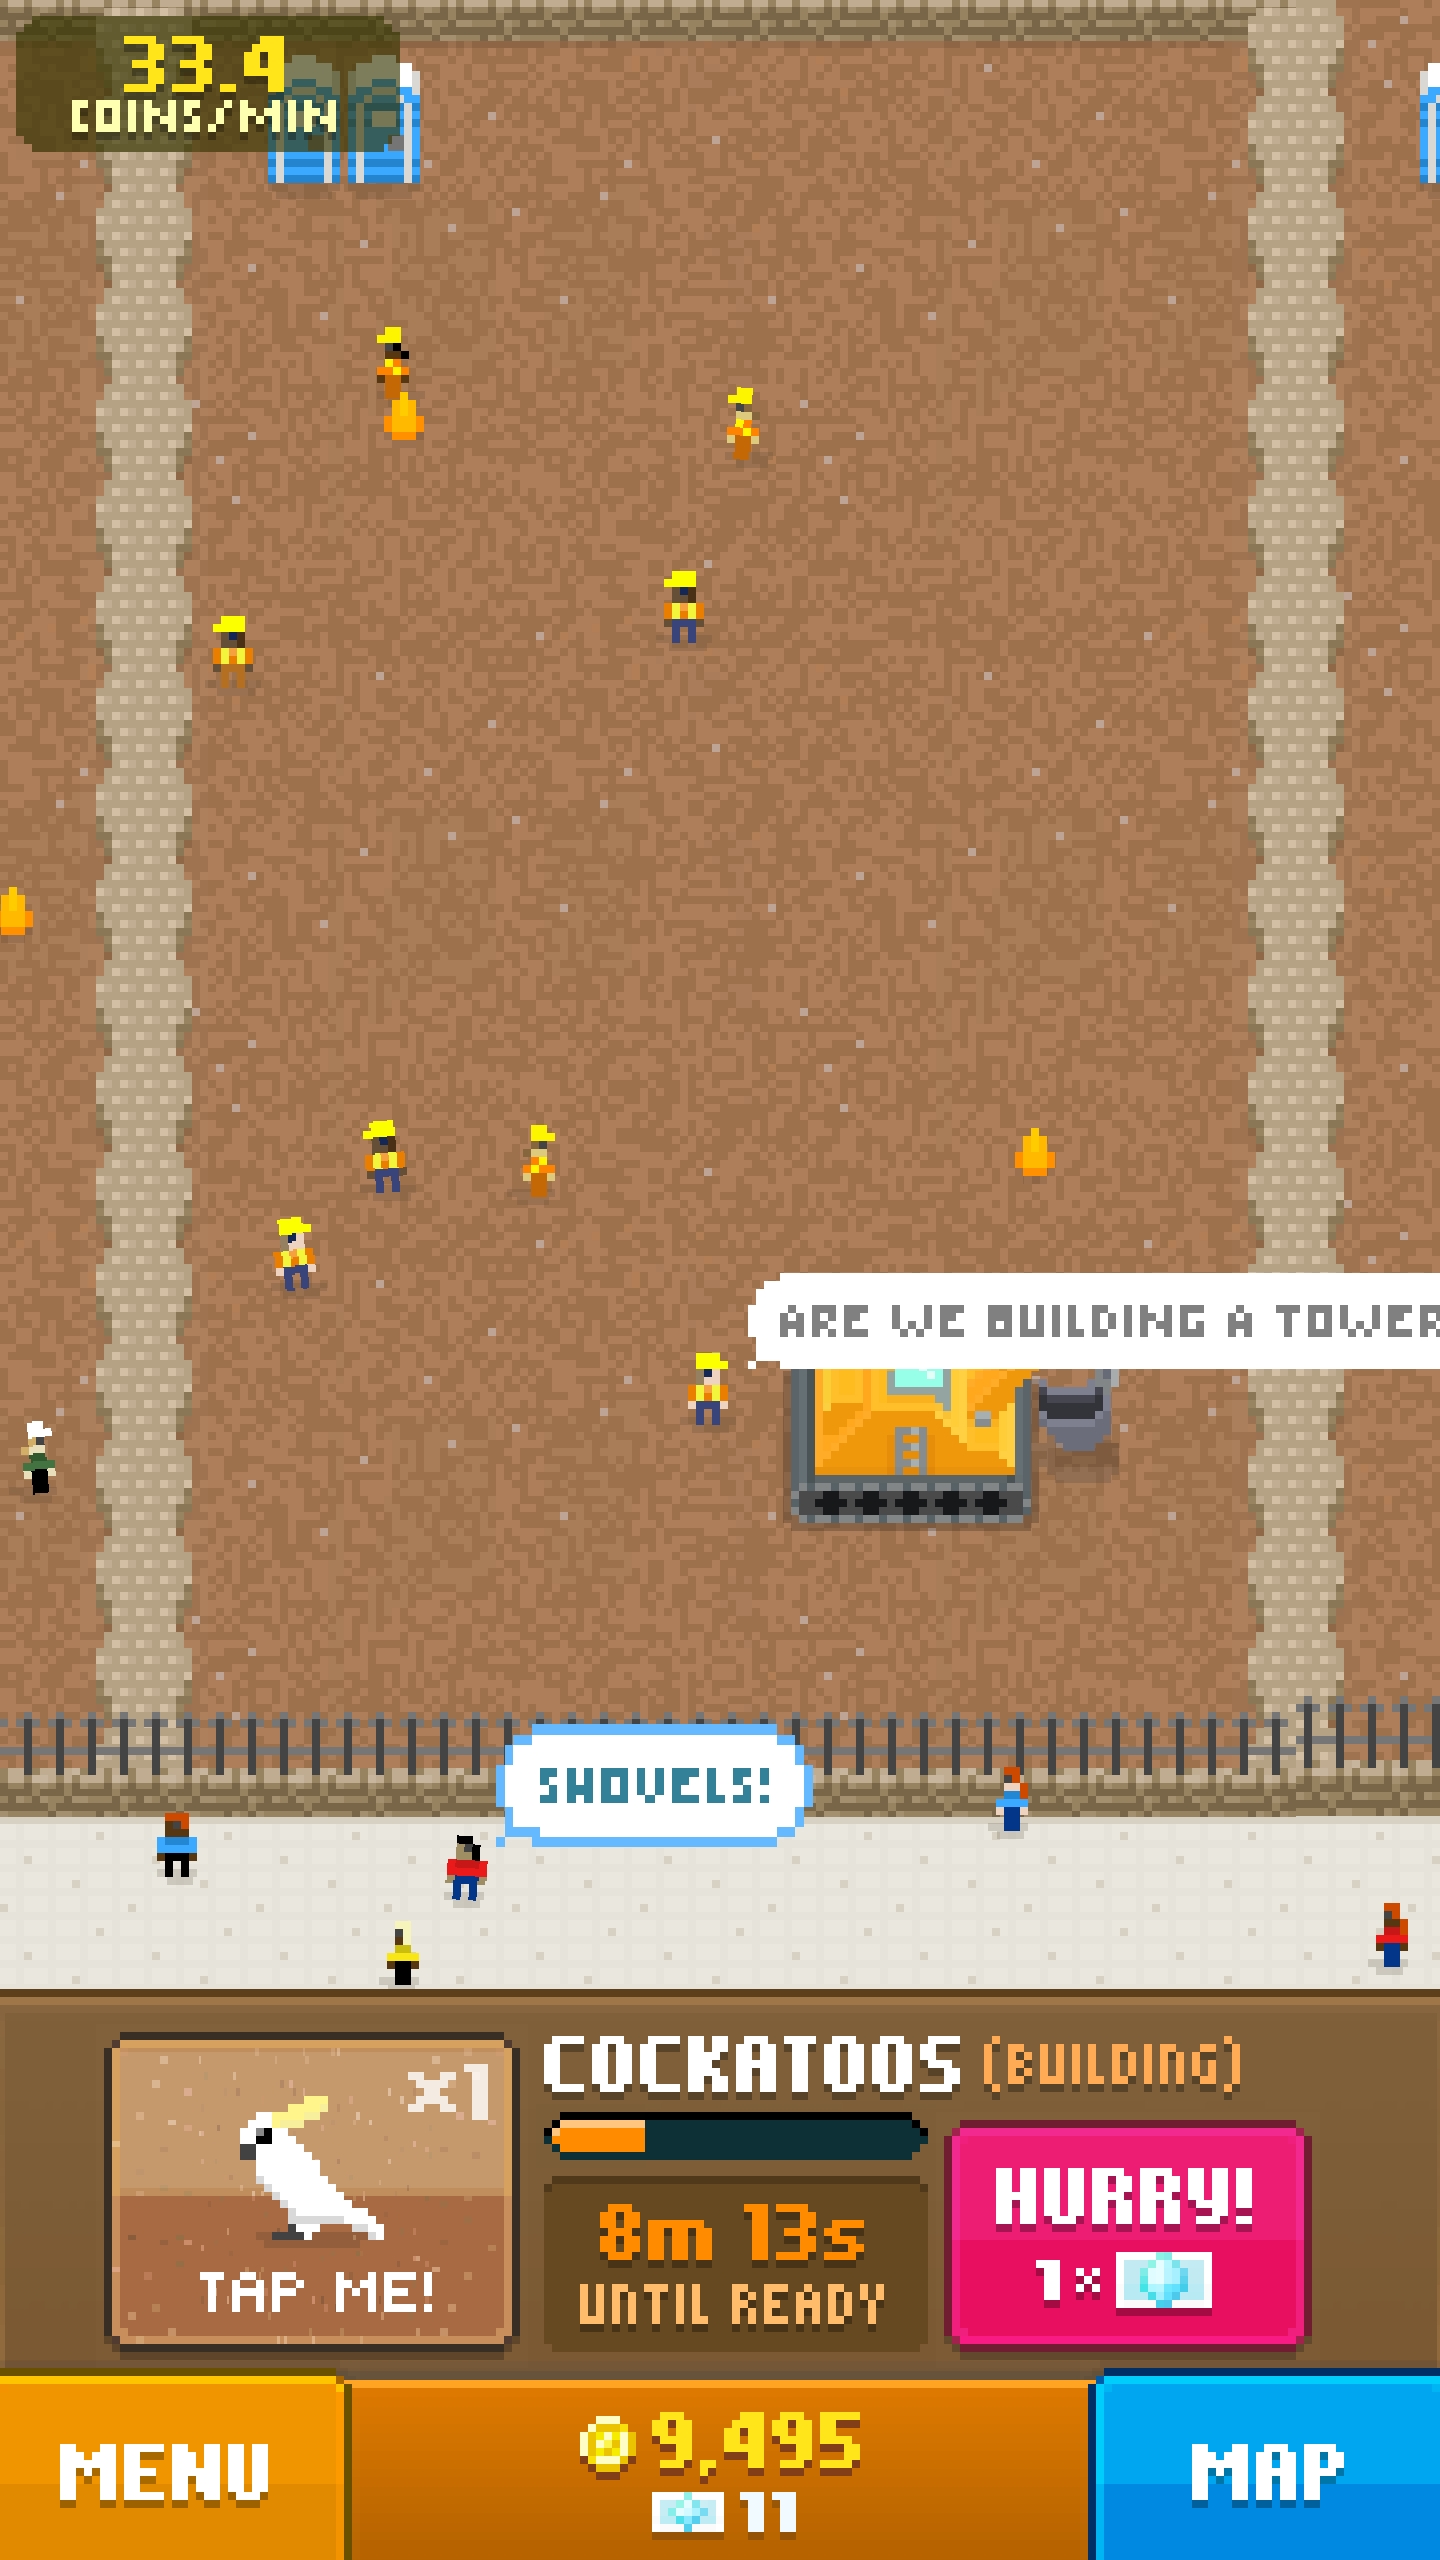 33.4
COINS/MIN
ARE WE BUILDING A TOWER
SHOVELS!
COCKATOOS (BUILDING)
x1
TAP ME!
8m 13s
UNTIL READY
HURRY!
1x
MENU
9,495
11
MAP